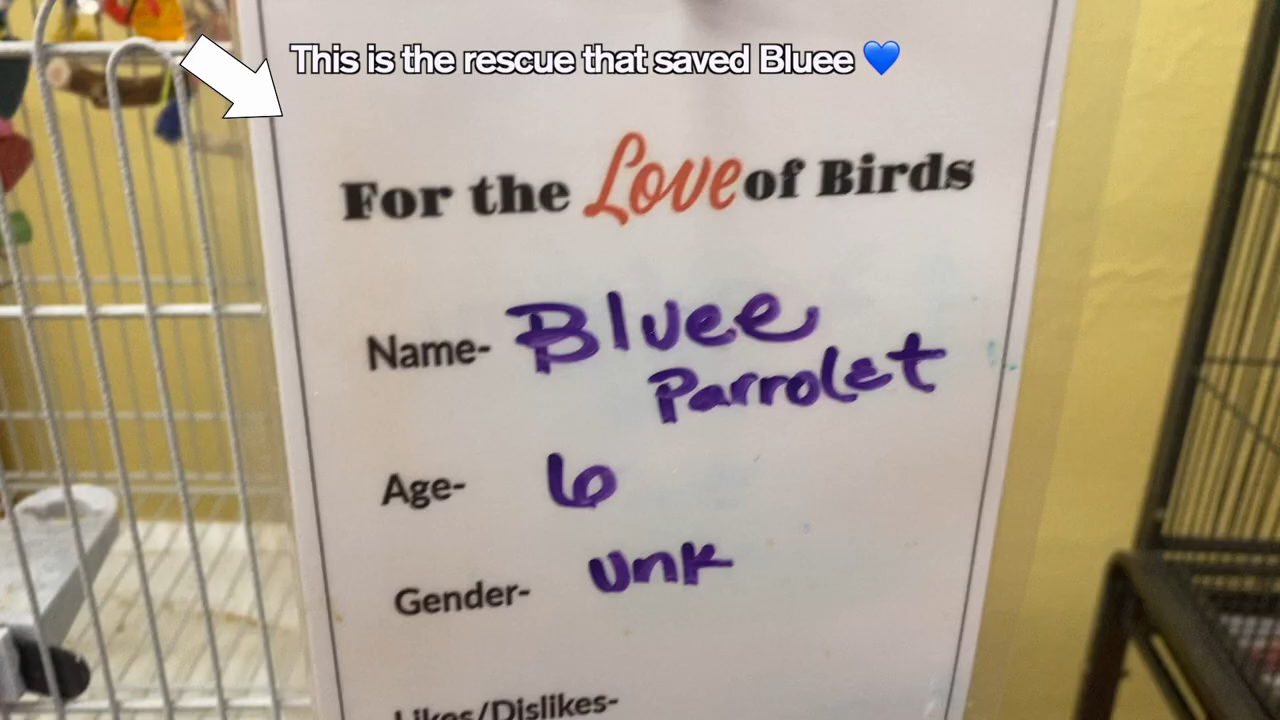 This is the rescue that saved Bluee 💙
For the Love of Birds
Name- Bluee
Parrolet
Age- 6
Gender- Unk
Likes/Dislikes-